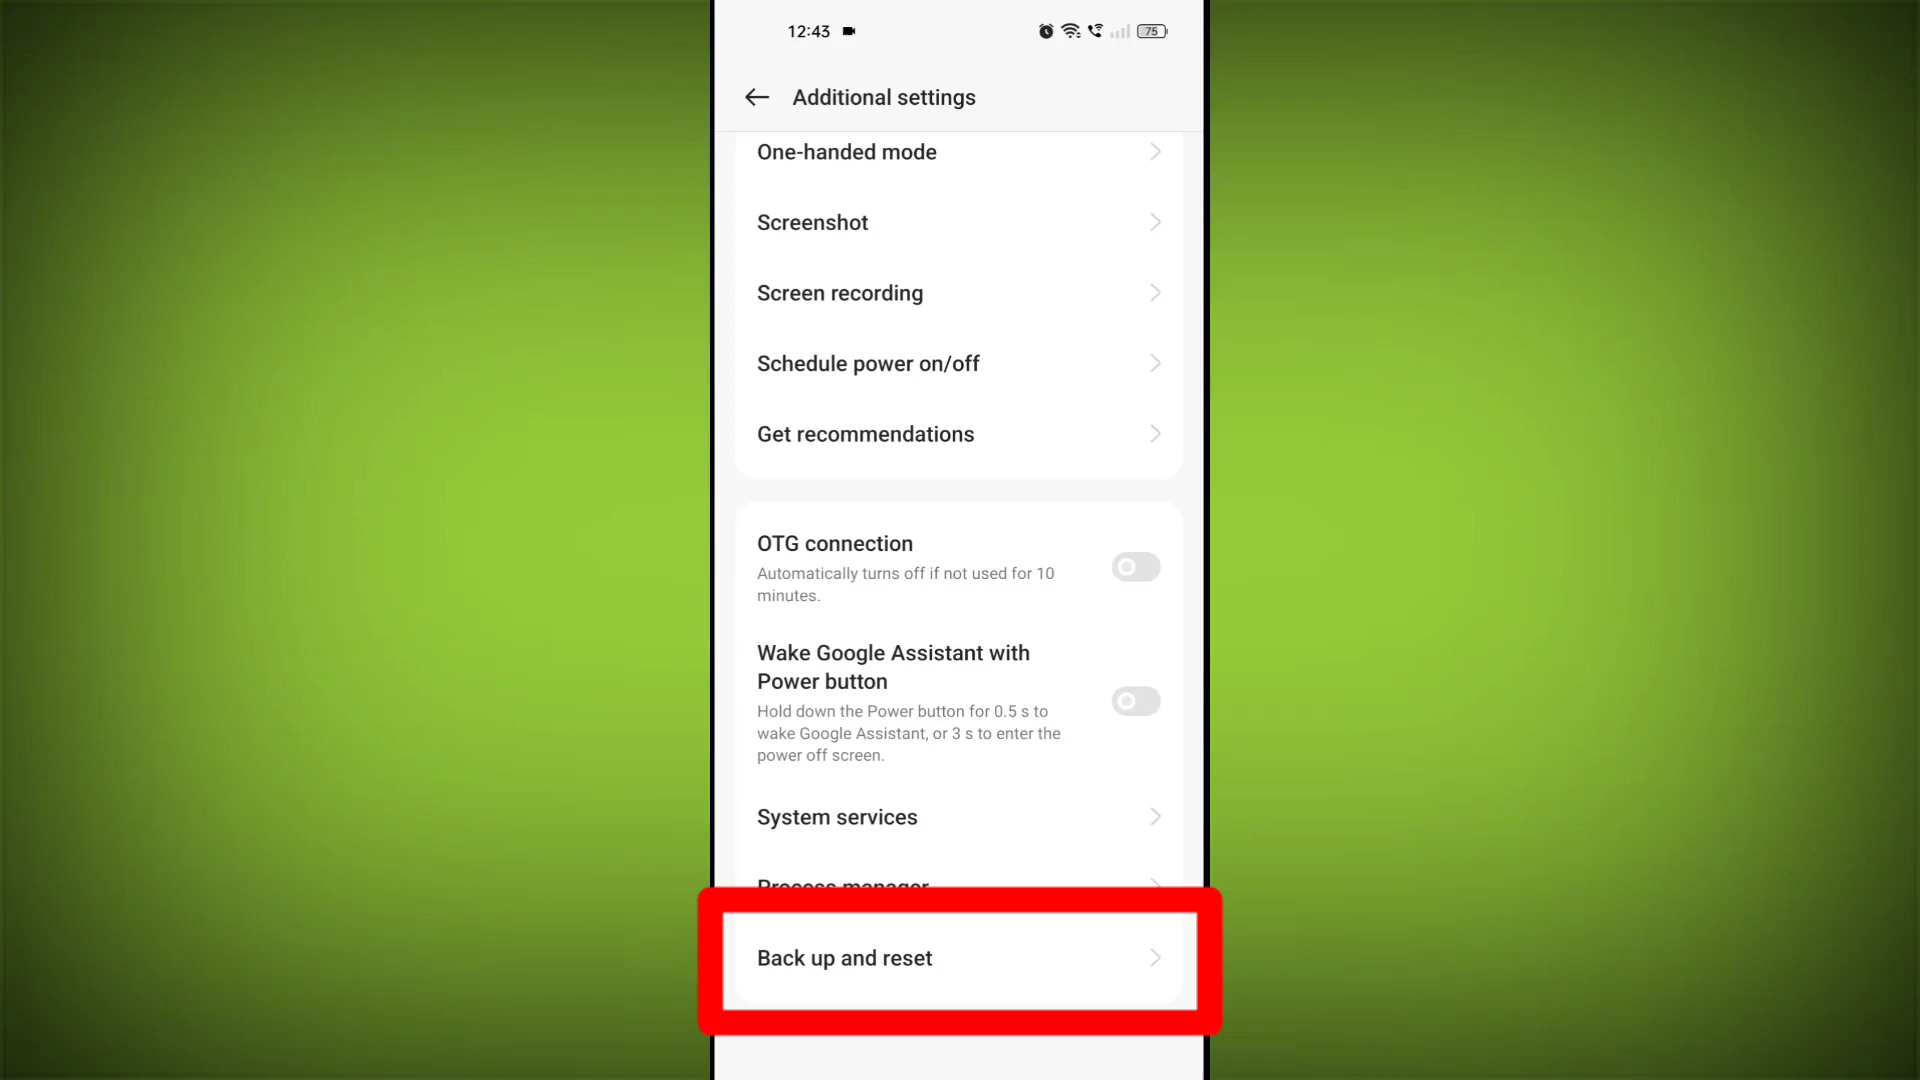 12:43
75
Additional settings
One-handed mode
Screenshot
Screen recording
Schedule power on/off
Get recommendations
OTG connection
Automatically turns off if not used for 10
minutes.
Wake Google Assistant with
Power button
Hold down the Power button for 0.5 s to
wake Google Assistant, or 3 s to enter the
power off screen.
System services
Process manager
Back up and reset